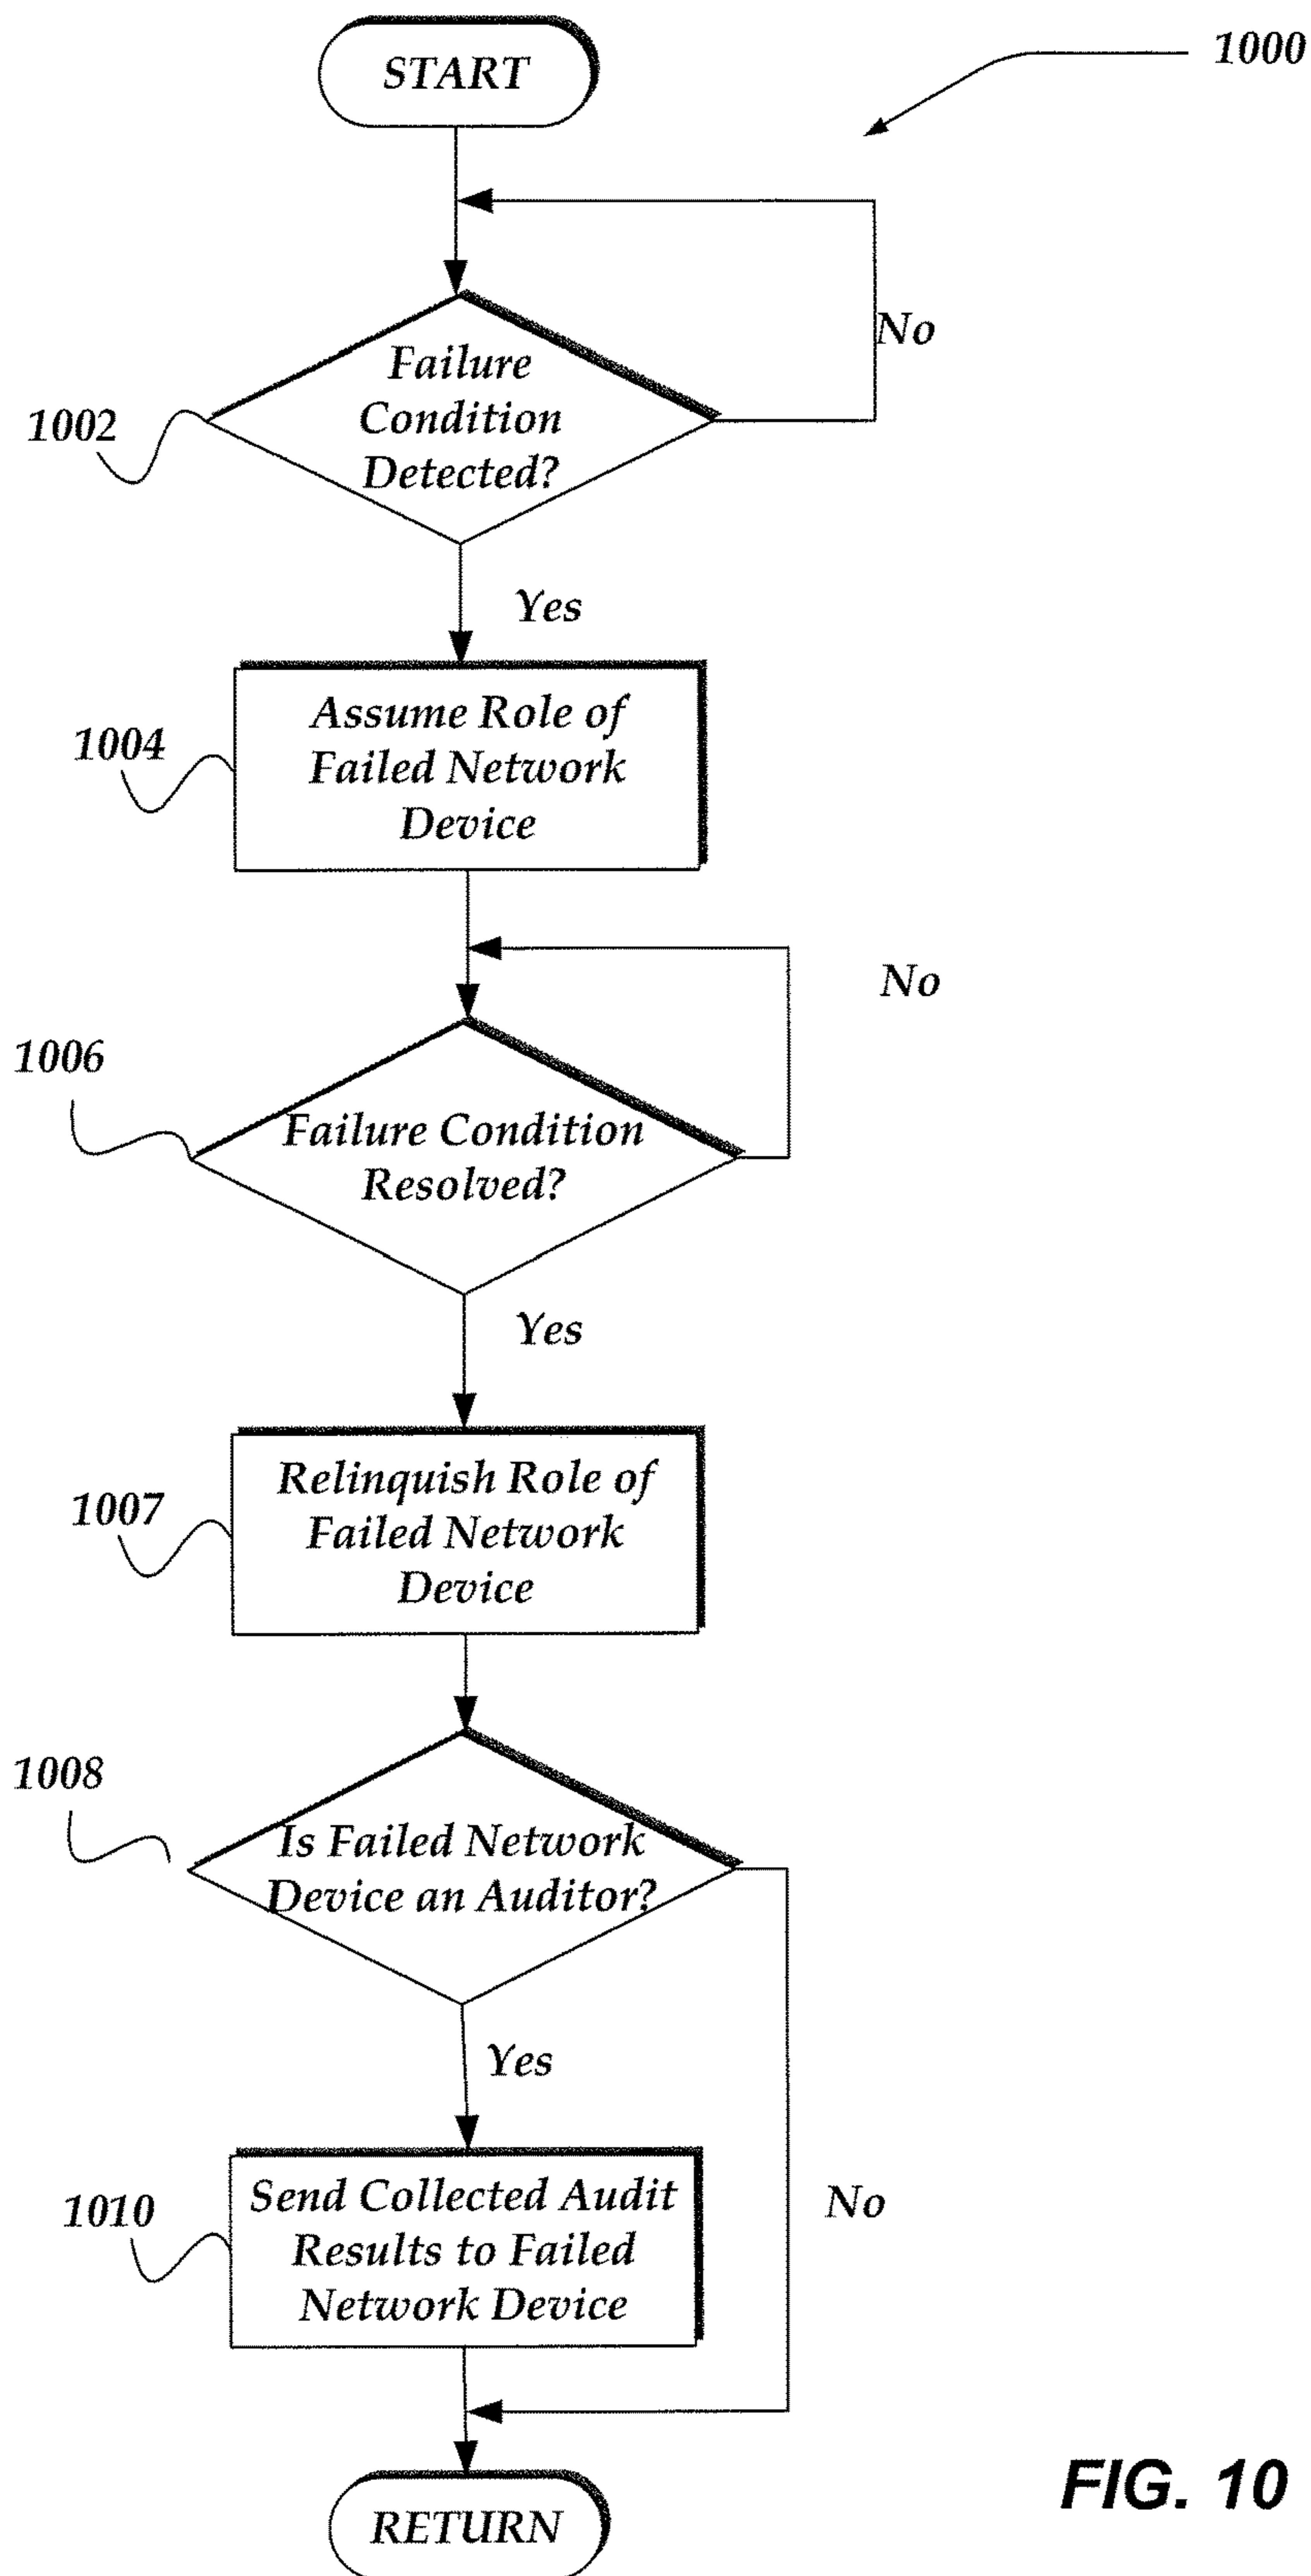 START
1000
No
Failure
Condition
Detected?
1002
Yes
Assume Role of
Failed Network
Device
1004
No
1006
Failure Condition
Resolved?
Yes
Relinquish Role of
Failed Network
Device
1007
1008
Is Failed Network
Device an Auditor?
Yes
Send Collected Audit
Results to Failed
Network Device
1010
No
RETURN
FIG. 10